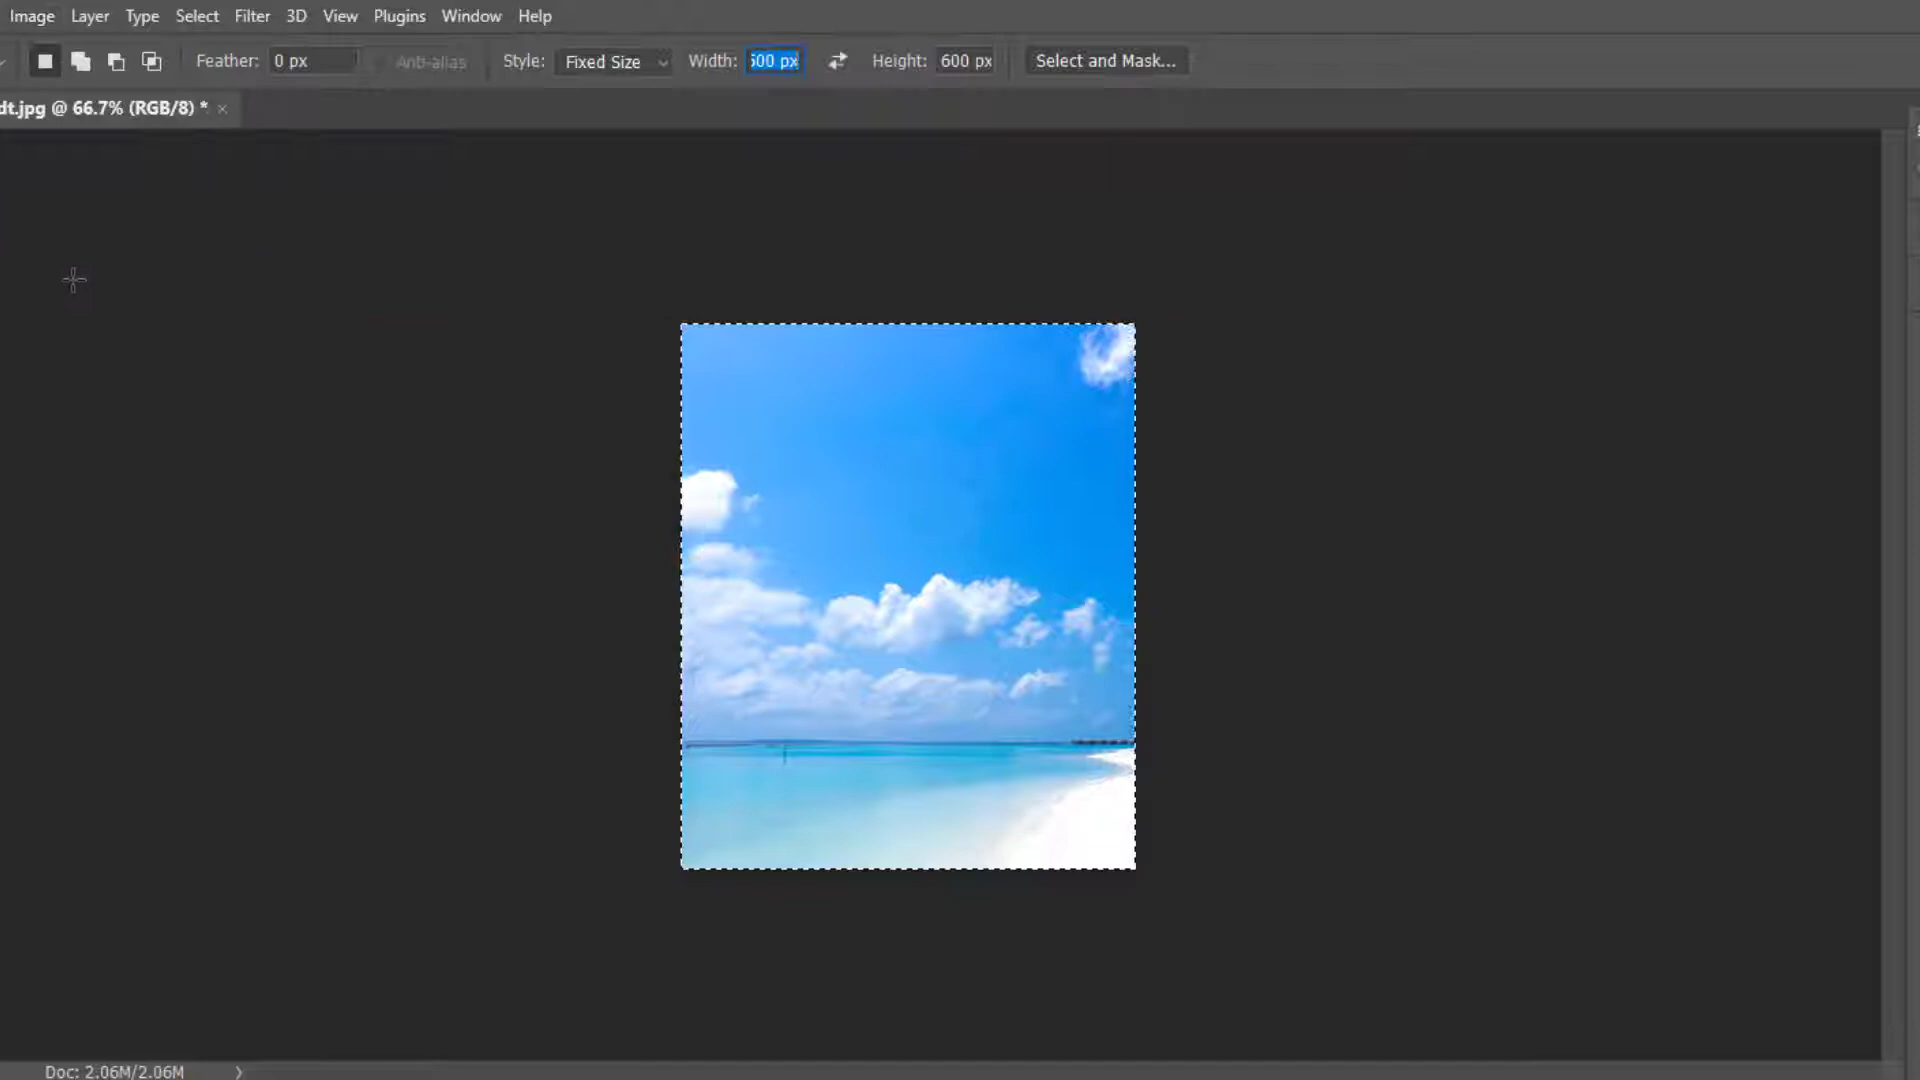 Image Layer Type Select Filter 3D View Plugins Window Help
Feather: 0 px Anti-alias Style: Fixed Size Width: 600 px Height: 600 px Select and Mask...
dt.jpg @ 66.7% (RGB/8) * ×
Doc: 2.06M/2.06M